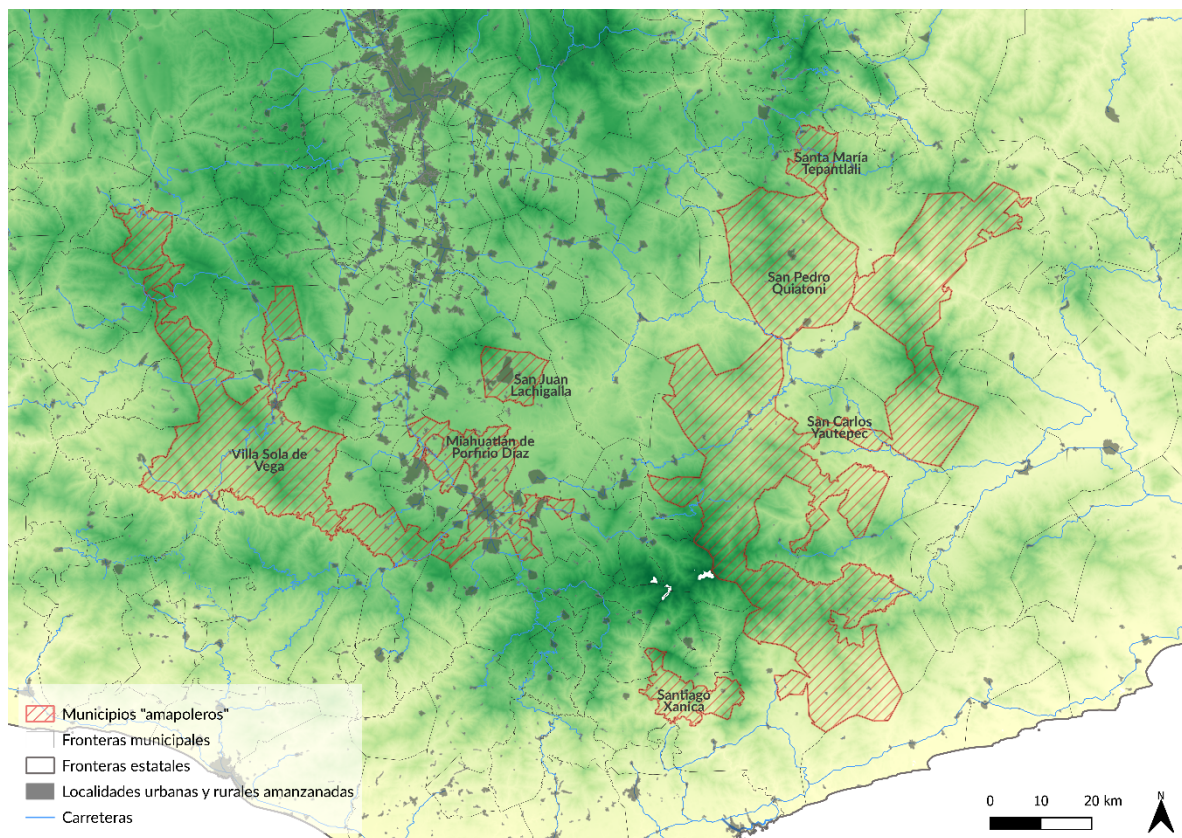 Santa María
Tepantlali
San Pedro
Quiatoni
San Juan
Lachigalla
San Carlos
Yautepec
Miahuatlán de
Porfirio Díaz
Villa Sola de
Vega
Santiago
Xanica
Municipios "amapoleros"
Fronteras municipales
Fronteras estatales
Localidades urbanas y rurales amanzanadas
Carreteras
0 10 20 km
N